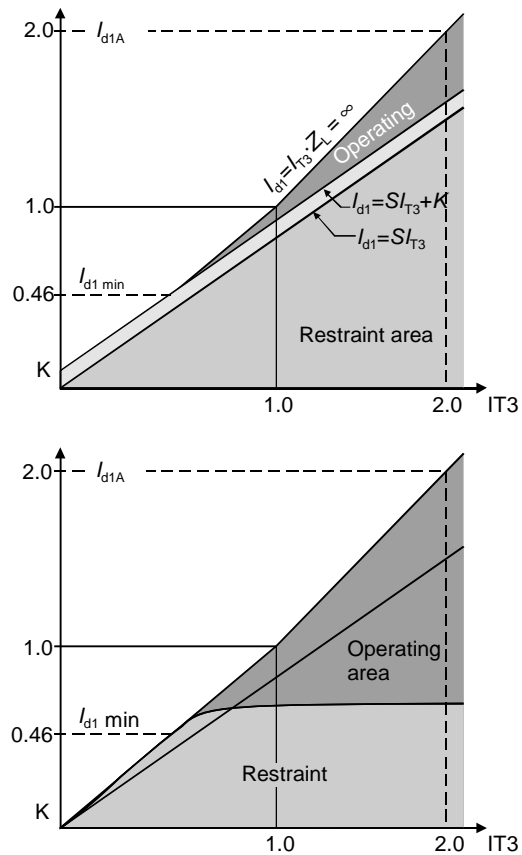 2.0
Id1A
Id1=IT3·ZL = ∞
Operating
1.0
Id1=SIT3+K
Id1=SIT3
Id1 min
0.46
Restraint area
K
1.0
2.0
IT3
2.0
Id1A
1.0
Operating
area
Id1 min
0.46
Restraint
K
1.0
2.0
IT3